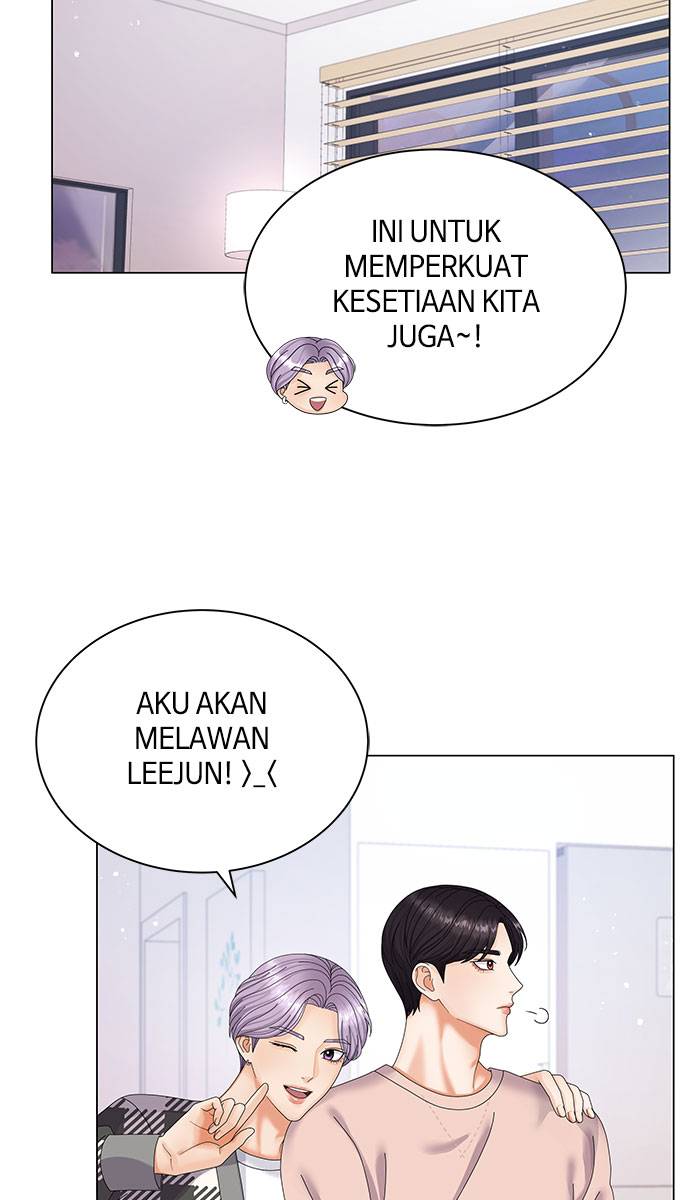 INI UNTUK
MEMPERKUAT
KESETIAAN KITA
JUGA~!
AKU AKAN
MELAWAN
LEEJUN! 〉_〈